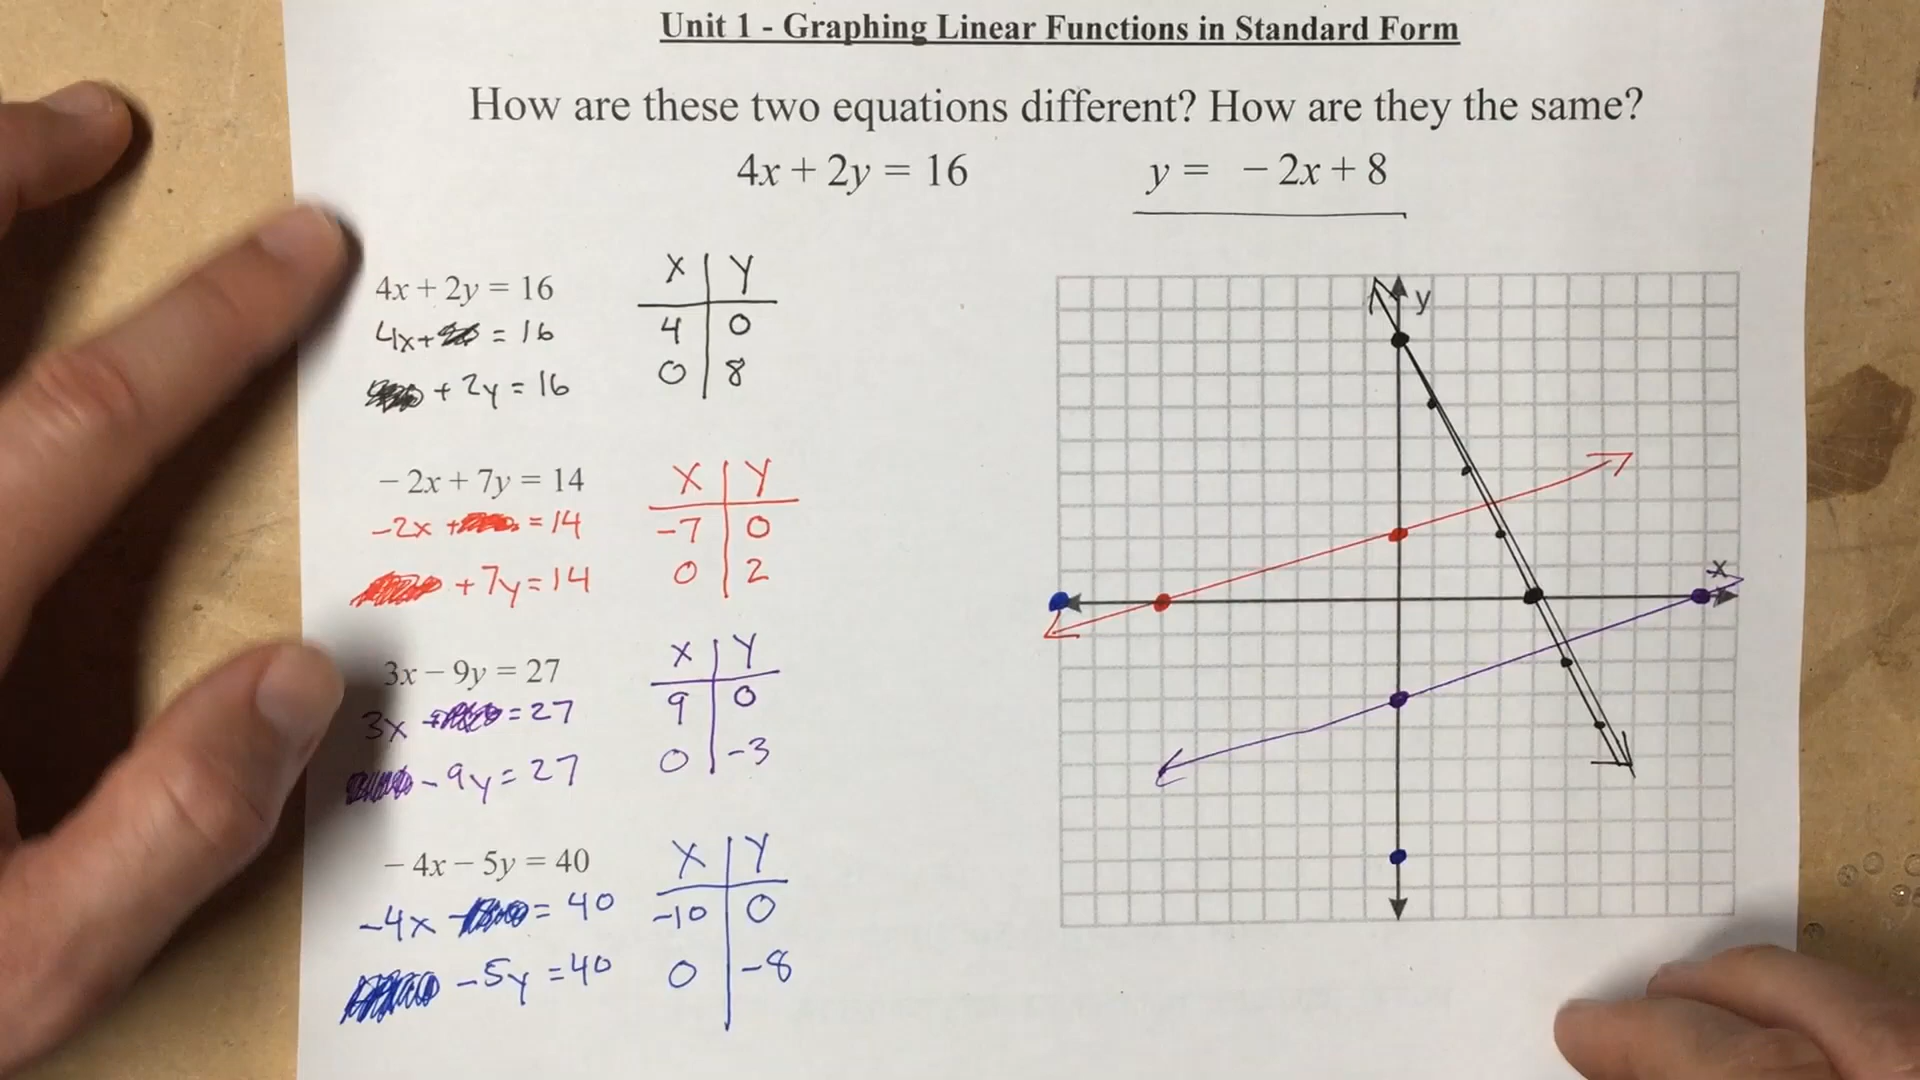 Unit 1 - Graphing Linear Functions in Standard Form
How are these two equations different? How are they the same?
4x + 2y = 16 y = - 2x + 8
4x + 2y = 16
4x+ = 16
+ 2y = 16
X Y
4 0
0 8
- 2x + 7y = 14
-2x + = 14
+ 7y = 14
X Y
-7 0
0 2
3x - 9y = 27
3x = 27
- 9y = 27
X Y
9 0
0 -3
- 4x - 5y = 40
-4x - = 40
- 5y = 40
X Y
-10 0
0 -8
y
x